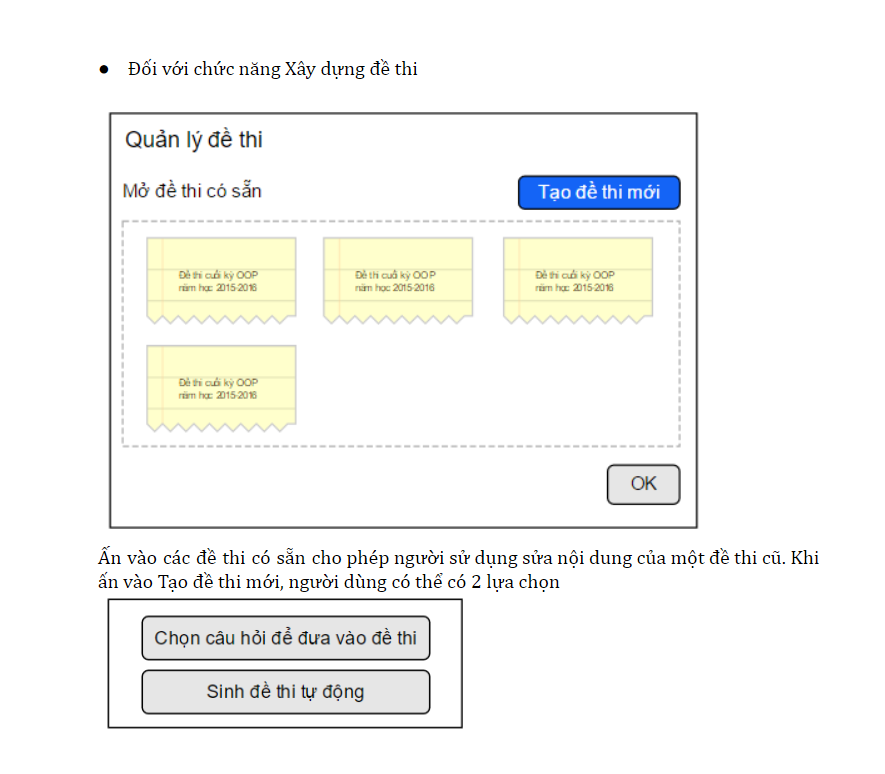 ● Đối với chức năng Xây dựng đề thi
Quản lý đề thi
Mở đề thi có sẵn
Tạo đề thi mới
Đề thi cuối kỳ OOP
năm học 2015-2016
Đề thi cuối kỳ OOP
năm học 2015-2016
Đề thi cuối kỳ OOP
năm học 2015-2016
Đề thi cuối kỳ OOP
năm học 2015-2016
OK
Ấn vào các đề thi có sẵn cho phép người sử dụng sửa nội dung của một đề thi cũ. Khi
ấn vào Tạo đề thi mới, người dùng có thể có 2 lựa chọn
Chọn câu hỏi để đưa vào đề thi
Sinh đề thi tự động